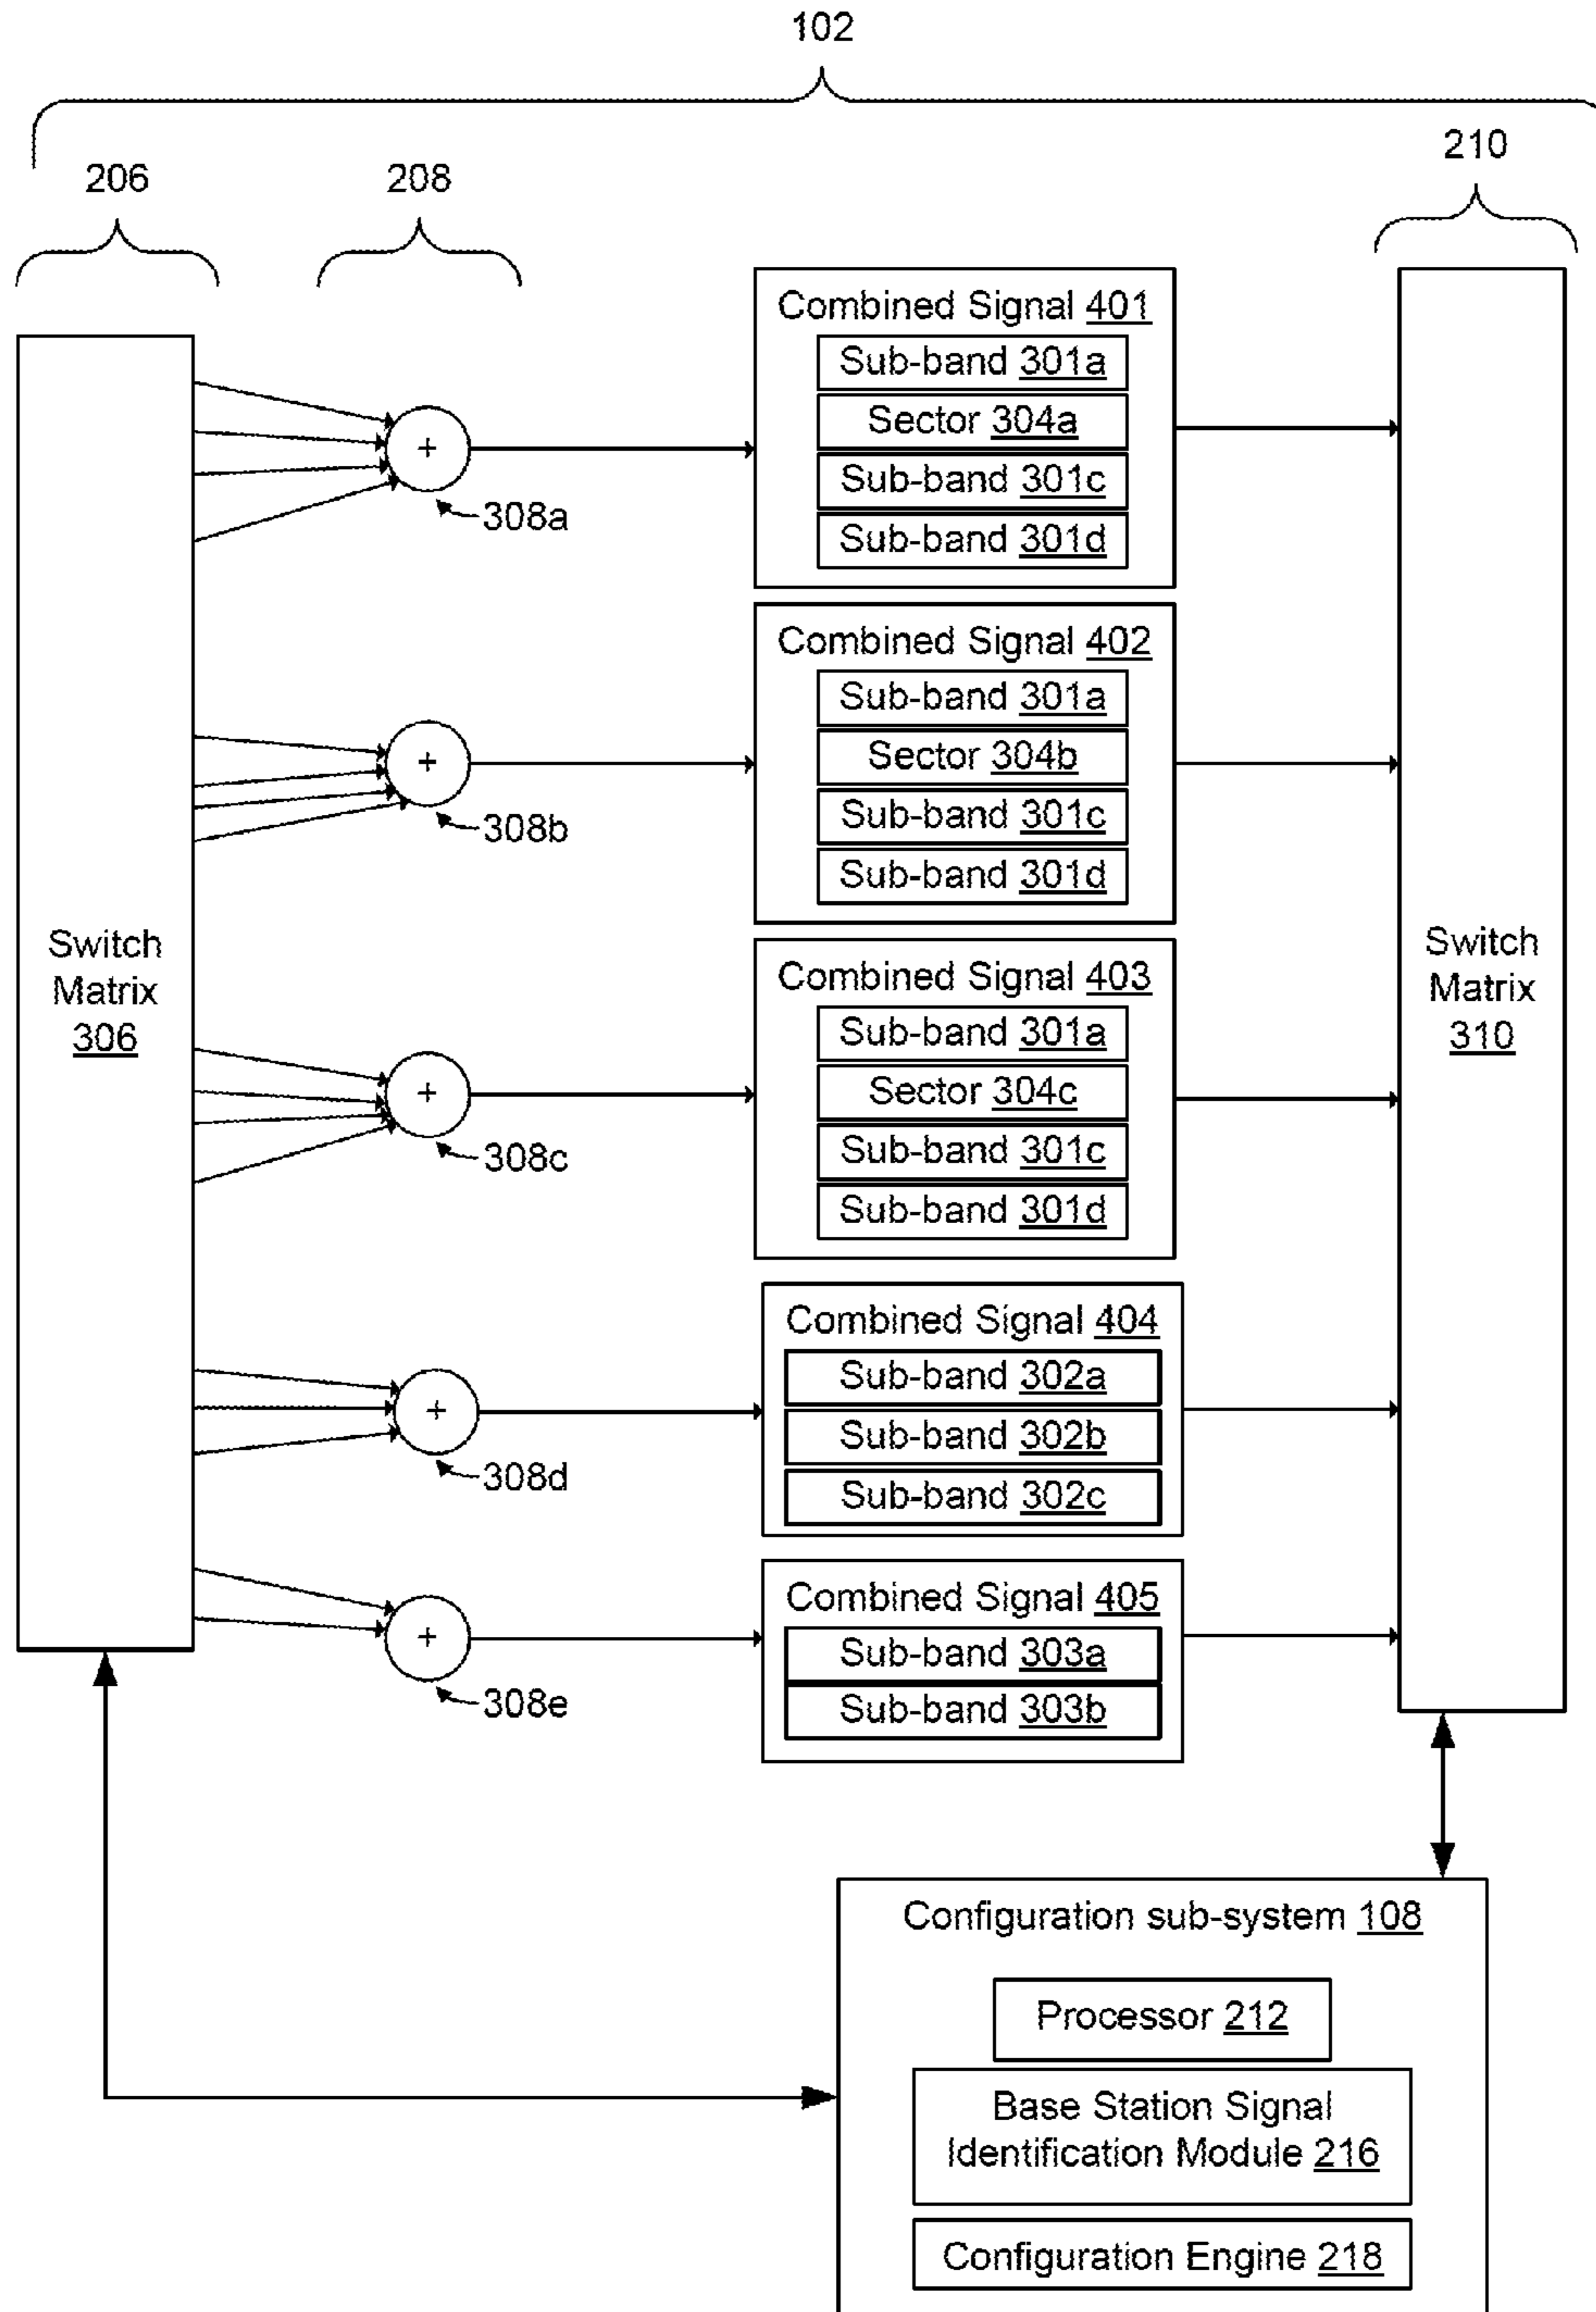 102
206
208
210
Combined Signal 401
Sub-band 301a
Sector 304a
Sub-band 301c
Sub-band 301d
+
308a
Combined Signal 402
Sub-band 301a
Sector 304b
Sub-band 301c
Sub-band 301d
+
308b
Switch
Matrix
306
Combined Signal 403
Sub-band 301a
Sector 304c
Sub-band 301c
Sub-band 301d
+
308c
Switch
Matrix
310
Combined Signal 404
Sub-band 302a
Sub-band 302b
Sub-band 302c
+
308d
Combined Signal 405
Sub-band 303a
Sub-band 303b
+
308e
Configuration sub-system 108
Processor 212
Base Station Signal
Identification Module 216
Configuration Engine 218